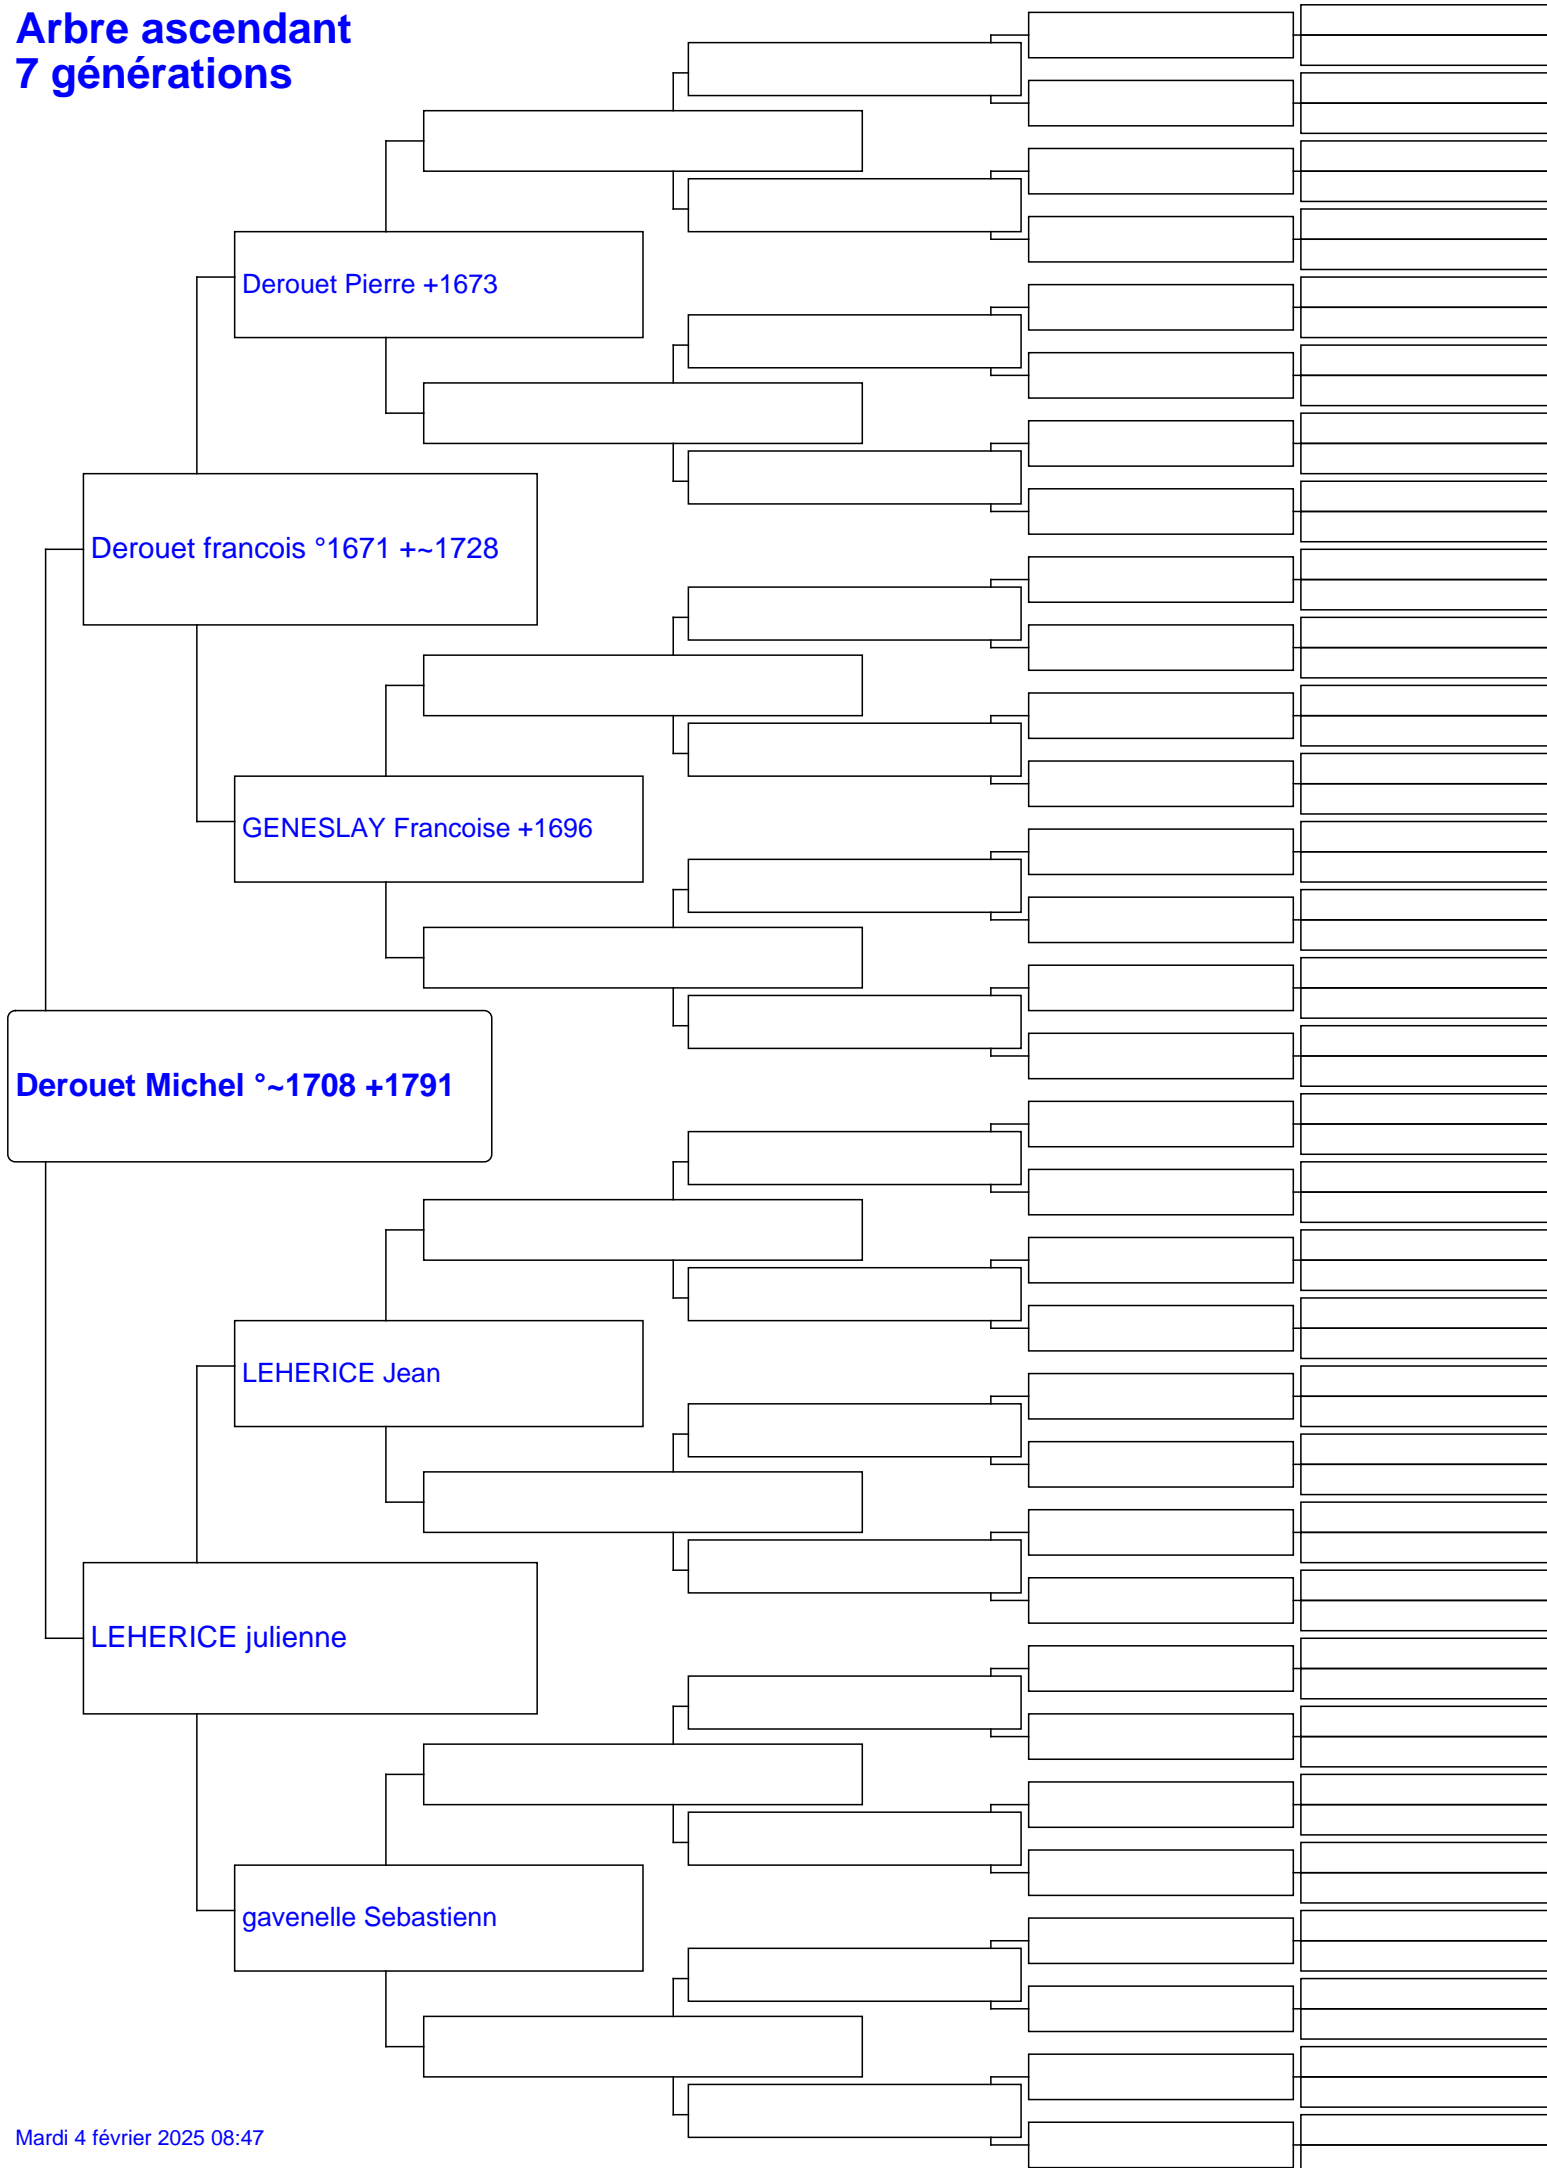 Arbre ascendant
7 générations
Derouet Pierre +1673
Derouet francois °1671 +~1728
GENESLAY Francoise +1696
Derouet Michel °~1708 +1791
LEHERICE Jean
LEHERICE julienne
gavenelle Sebastienn
Mardi 4 février 2025 08:47